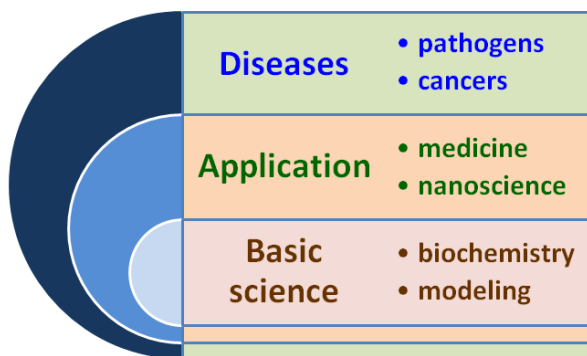 Diseases
• pathogens
• cancers
Application
• medicine
• nanoscience
Basic
science
• biochemistry
• modeling